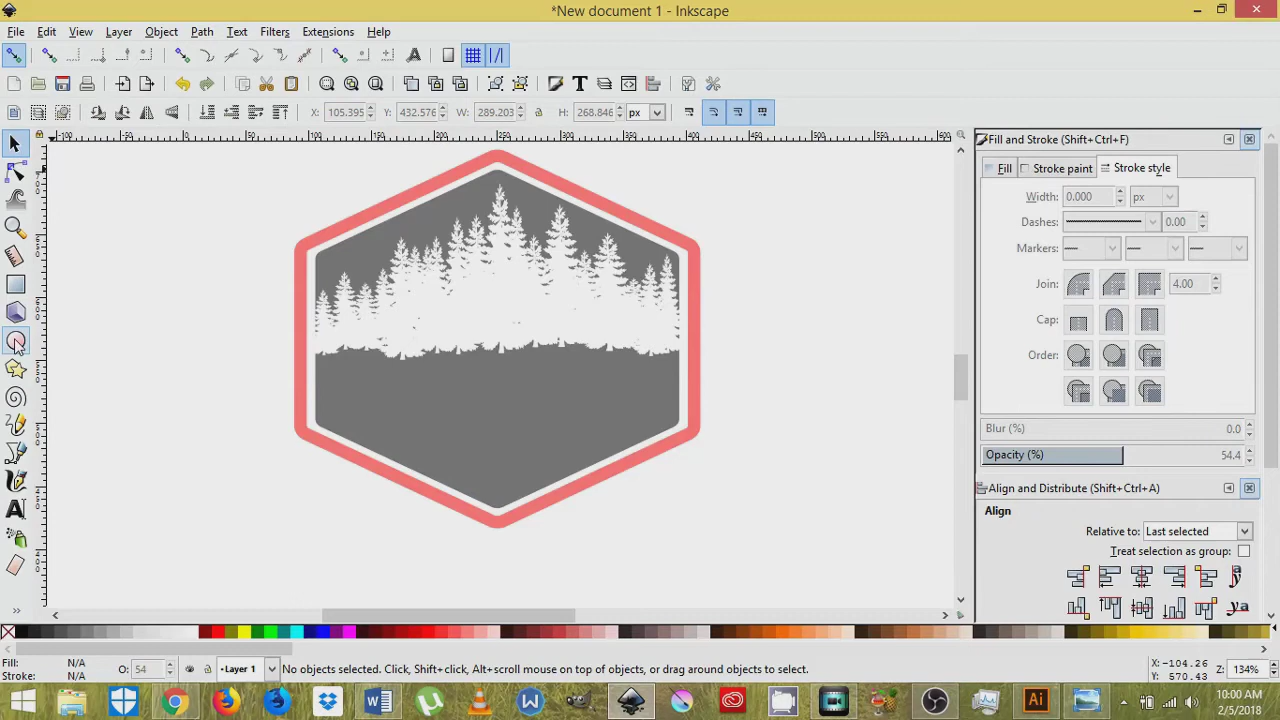 *New document 1 - Inkscape
File Edit View Layer Object Path Text Filters Extensions Help
X: 105.395 Y: 432.576 W: 289.203 H: 268.846 px
Fill and Stroke (Shift+Ctrl+F)
Fill Stroke paint Stroke style
Width: 0.000 px
Dashes: 0.00
Markers:
Join: 4.00
Cap:
Order:
Blur (%) 0.0
Opacity (%) 54.4
Align and Distribute (Shift+Ctrl+A)
Align
Relative to: Last selected
Treat selection as group:
Fill: N/A
Stroke: N/A
O: 54
Layer 1
No objects selected. Click, Shift+click, Alt+scroll mouse on top of objects, or drag around objects to select.
X: -104.26
Y: 570.43
Z: 134%
10:00 AM
2/5/2018